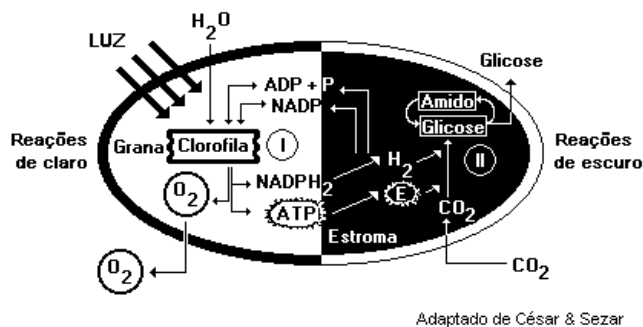 LUZ
H2O
Reações
de claro
Grana
Clorofila
I
ADP + P
NADP
O2
NADPH2
ATP
O2
Estroma
H2
E
Amido
Glicose
II
CO2
Glicose
Reações
de escuro
CO2
Adaptado de César & Sezar